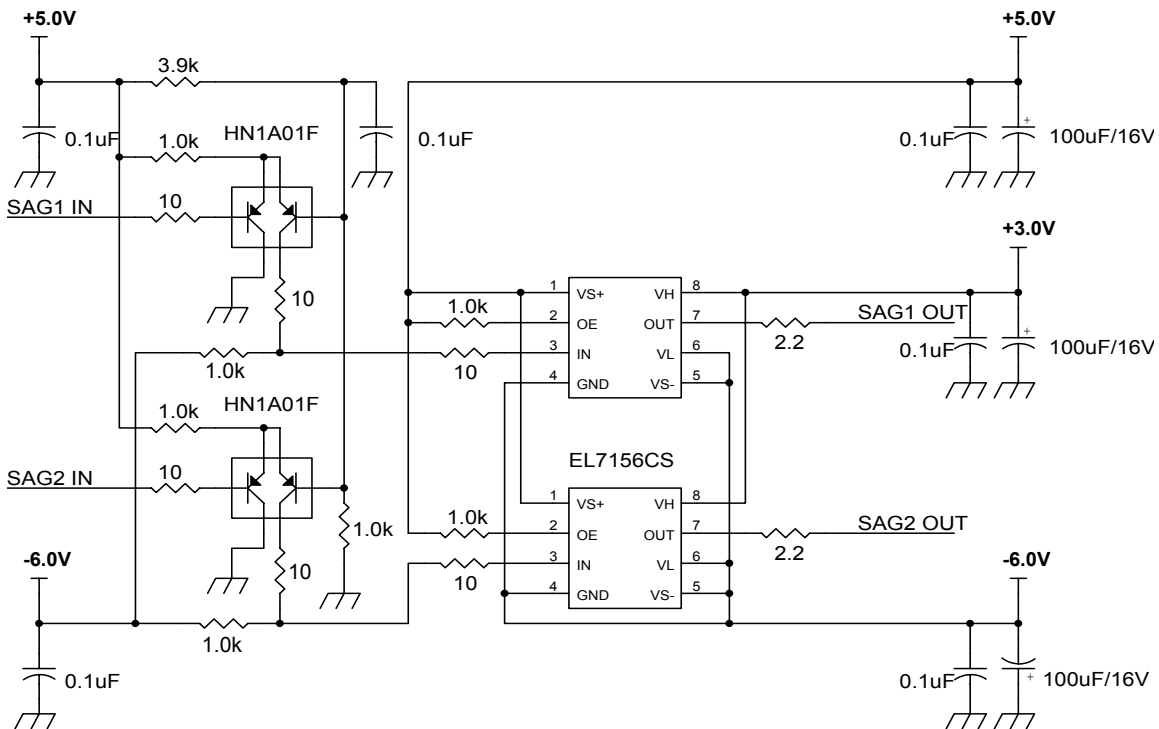 +5.0V
+5.0V
3.9k
HN1A01F
0.1uF
1.0k
0.1uF
0.1uF
100uF/16V
SAG1 IN
10
+3.0V
10
1 VS+ VH 8
1.0k
2 OE OUT 7
SAG1 OUT
3 IN VL 6
2.2
0.1uF
100uF/16V
1.0k
10
4 GND VS- 5
HN1A01F
1.0k
EL7156CS
SAG2 IN
10
1 VS+ VH 8
1.0k
1.0k
2 OE OUT 7
SAG2 OUT
-6.0V
10
3 IN VL 6
2.2
-6.0V
10
4 GND VS- 5
1.0k
0.1uF
0.1uF
100uF/16V